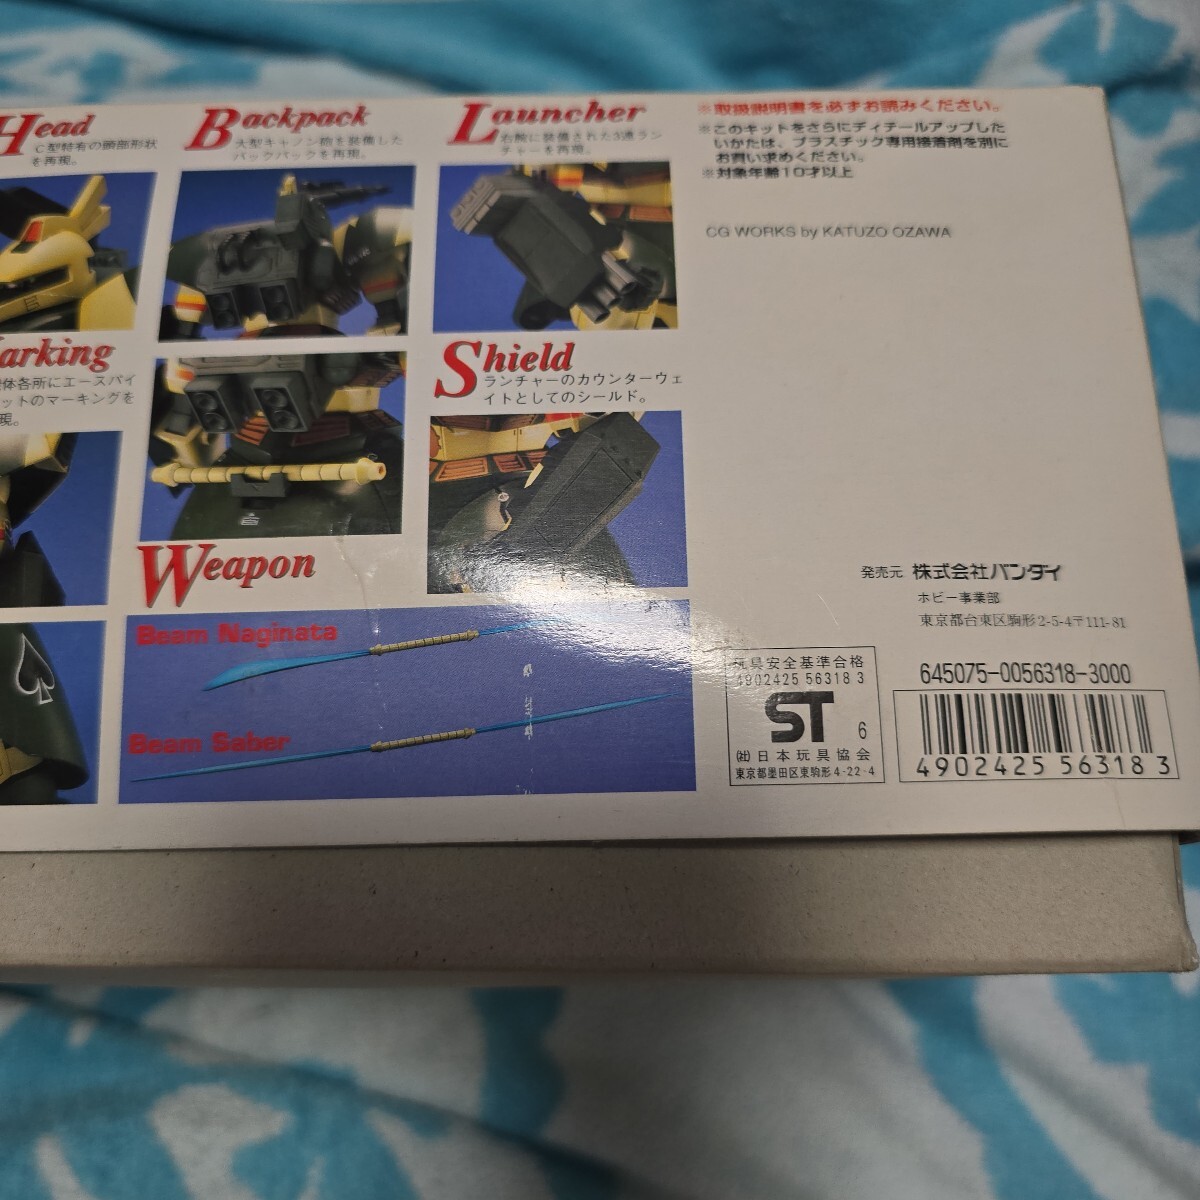 Head
C型特有の頭部形状
を再現。
Backpack
大型キャノン砲を装備した
バックパックを再現。
Launcher
右腕に装備された3連ラン
チャーを再現。
※取扱説明書を必ずお読みください。
※このキットをさらにディテールアップした
いかたは、プラスチック専用接着剤を別に
お買い求めください。
※対象年齢10才以上
CG WORKS by KATUZO OZAWA
arking
体各所にエースパイ
ットのマーキングを
現。
Shield
ランチャーのカウンターウェ
イトとしてのシールド。
Weapon
Beam Naginata
Beam Saber
発売元 株式会社バンダイ
ホビー事業部
東京都台東区駒形2-5-4〒111-81
玩具安全基準合格
4902425 56318 3
ST 6
(社)日本玩具協会
東京都墨田区東駒形4-22-4
645075-0056318-3000
4902425 563183